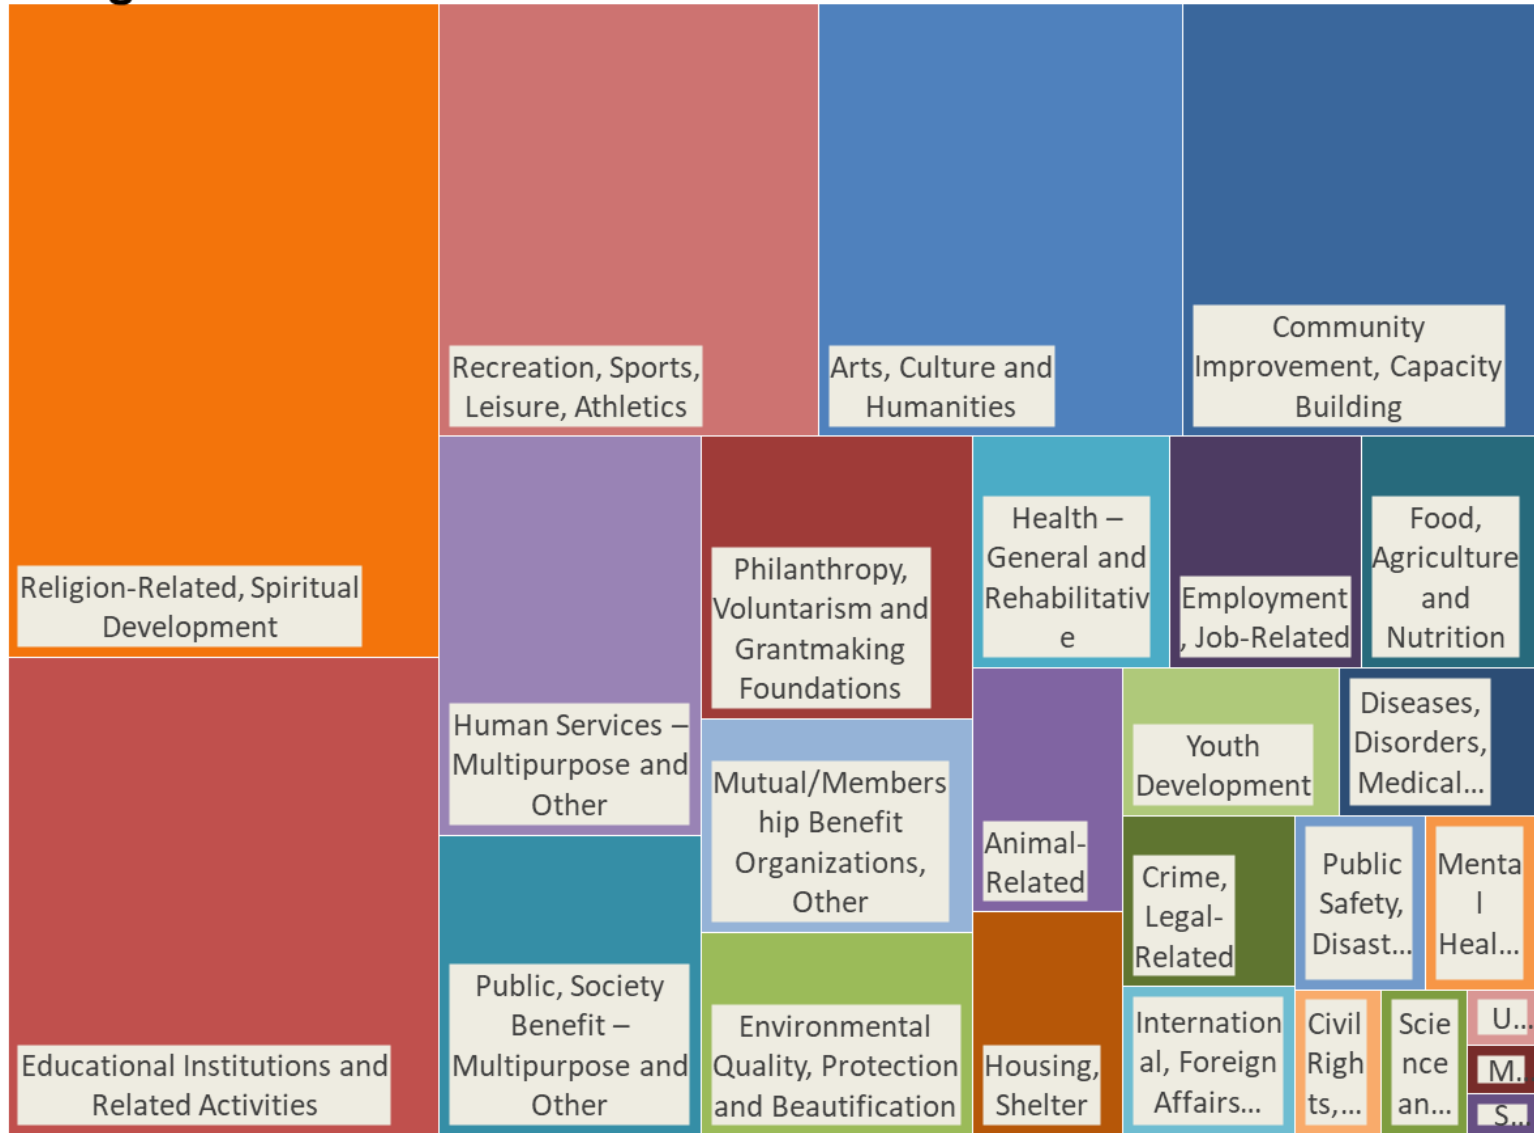 Recreation, Sports,
Leisure, Athletics
Arts, Culture and
Humanities
Community
Improvement, Capacity
Building
Religion-Related, Spiritual
Development
Human Services –
Multipurpose and
Other
Philanthropy,
Voluntarism and
Grantmaking
Foundations
Health –
General and
Rehabilitativ
e
Employment
, Job-Related
Food,
Agriculture
and
Nutrition
Mutual/Members
hip Benefit
Organizations,
Other
Animal-
Related
Youth
Development
Diseases,
Disorders,
Medical...
Crime,
Legal-
Related
Public
Safety,
Disast...
Menta
l
Heal...
Educational Institutions and
Related Activities
Public, Society
Benefit –
Multipurpose and
Other
Environmental
Quality, Protection
and Beautification
Housing,
Shelter
Internation
al, Foreign
Affairs...
Civil
Righ
ts,...
Scie
nce
an...
U...
M...
S...